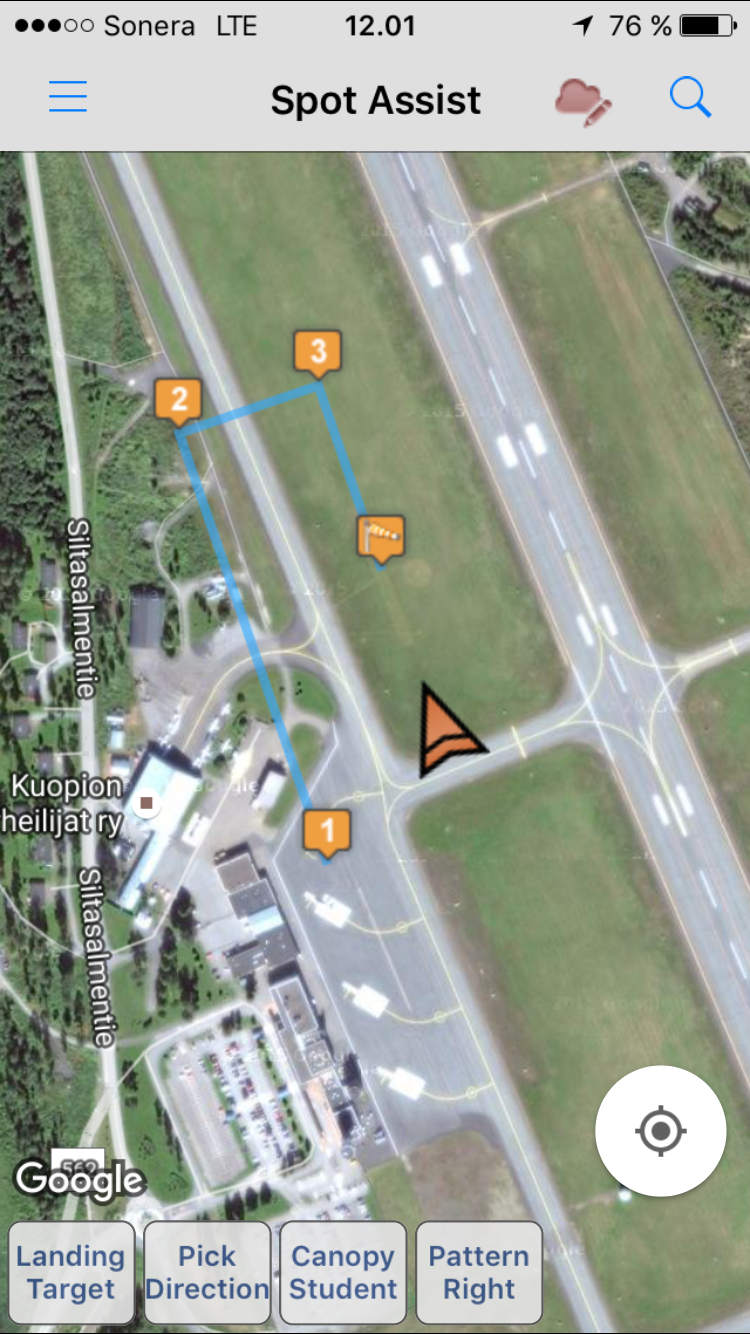 Sonera LTE 12.01 76 %
Spot Assist
3
2
Siltasalmentie
Kuopion
heilijat ry
1
Siltasalmentie
562
Google
Landing
Target
Pick
Direction
Canopy
Student
Pattern
Right